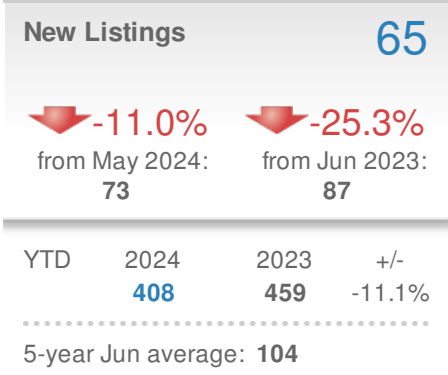 New Listings 65
-11.0% -25.3%
from May 2024: from Jun 2023:
73 87
YTD 2024 2023 +/-
408 459 -11.1%
5-year Jun average: 104